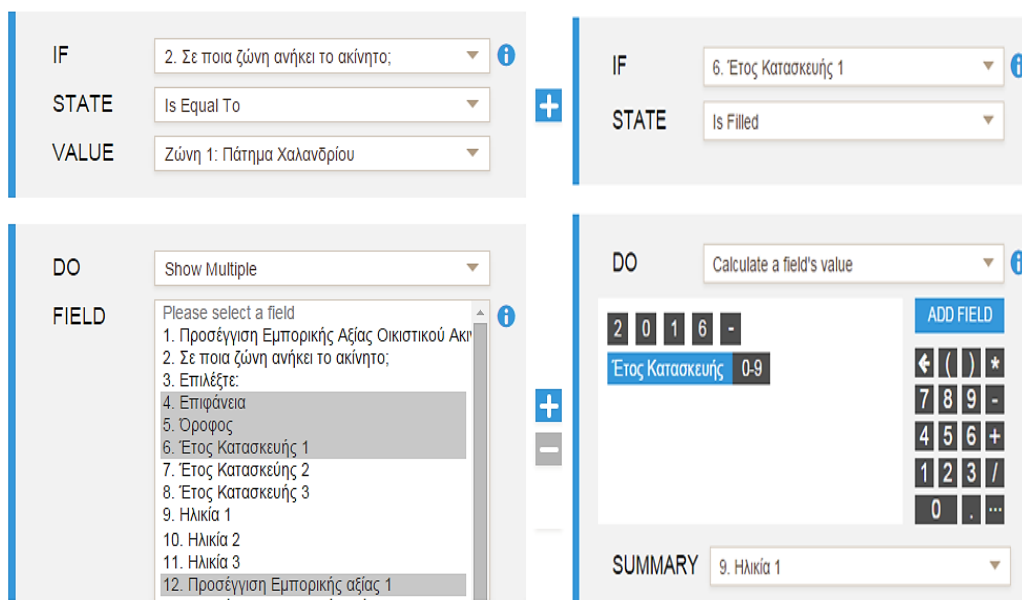 IF
2. Σε ποια ζώνη ανήκει το ακίνητο;
STATE
Is Equal To
VALUE
Ζώνη 1: Πάτημα Χαλανδρίου
DO
Show Multiple
FIELD
Please select a field
1. Προσέγγιση Εμπορικής Αξίας Οικιστικού
2. Σε ποια ζώνη ανήκει το ακίνητο;
3. Επιλέξτε:
4. Επιφάνεια
5. Όροφος
6. Έτος Κατασκευής 1
7. Έτος Κατασκεύης 2
8. Έτος Κατασκευής 3
9. Ηλικία 1
10. Ηλικία 2
11. Ηλικία 3
12. Προσέγγιση Εμπορικής αξίας 1
IF
6. Έτος Κατασκευής 1
STATE
Is Filled
DO
Calculate a field's value
2 0 1 6 -
Έτος Κατασκευής 0-9
ADD FIELD
( ) *
7 8 9 -
4 5 6 +
1 2 3 /
0 . ...
SUMMARY
9. Ηλικία 1